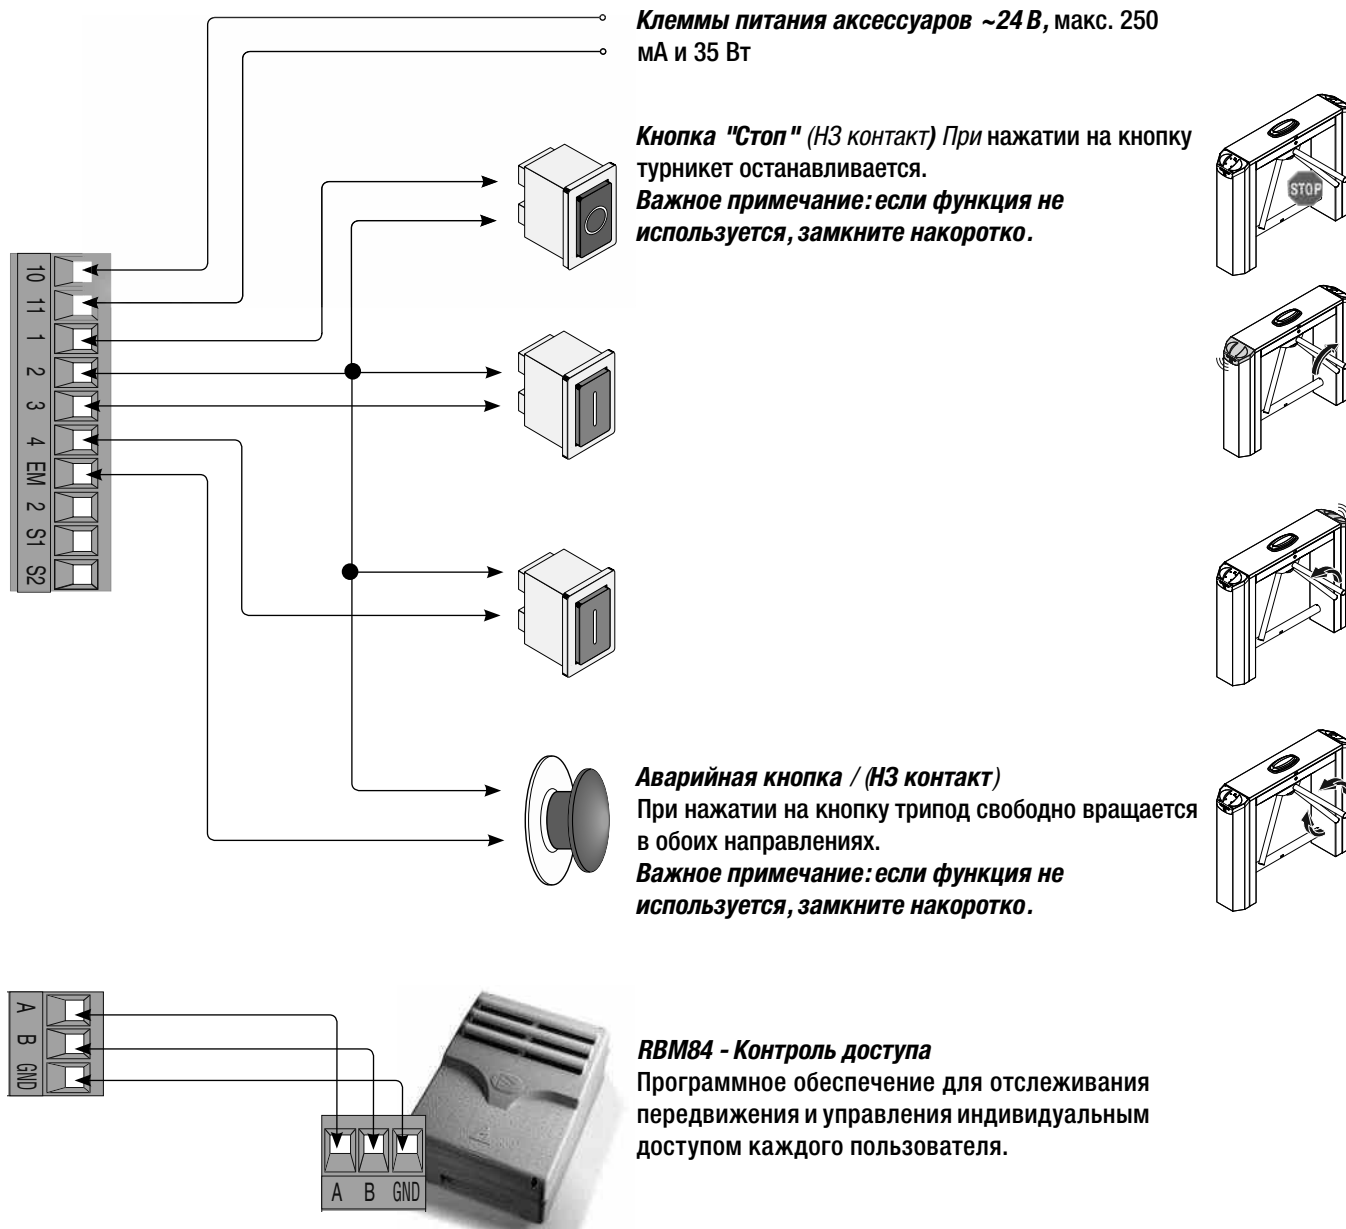 Клеммы питания аксессуаров ~24 В, макс. 250
мА и 35 Вт
Кнопка "Стоп" (НЗ контакт) При нажатии на кнопку
турникет останавливается.
Важное примечание: если функция не
используется, замкните накоротко.
STOP
10
11
1
2
3
4
EM
2
S1
S2
Аварийная кнопка / (НЗ контакт)
При нажатии на кнопку трипод свободно вращается
в обоих направлениях.
Важное примечание: если функция не
используется, замкните накоротко.
A
B
GND
A B GND
RBM84 - Контроль доступа
Программное обеспечение для отслеживания
передвижения и управления индивидуальным
доступом каждого пользователя.